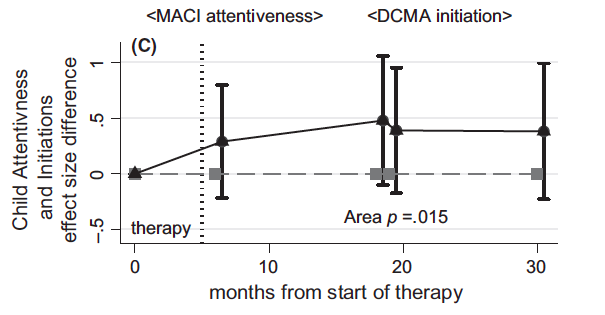 <MACI attentiveness> <DCMA initiation>
(C)
Child Attentivness
and Initiations
effect size difference
1
.5
0
-.5
therapy
Area p =.015
0 10 20 30
months from start of therapy